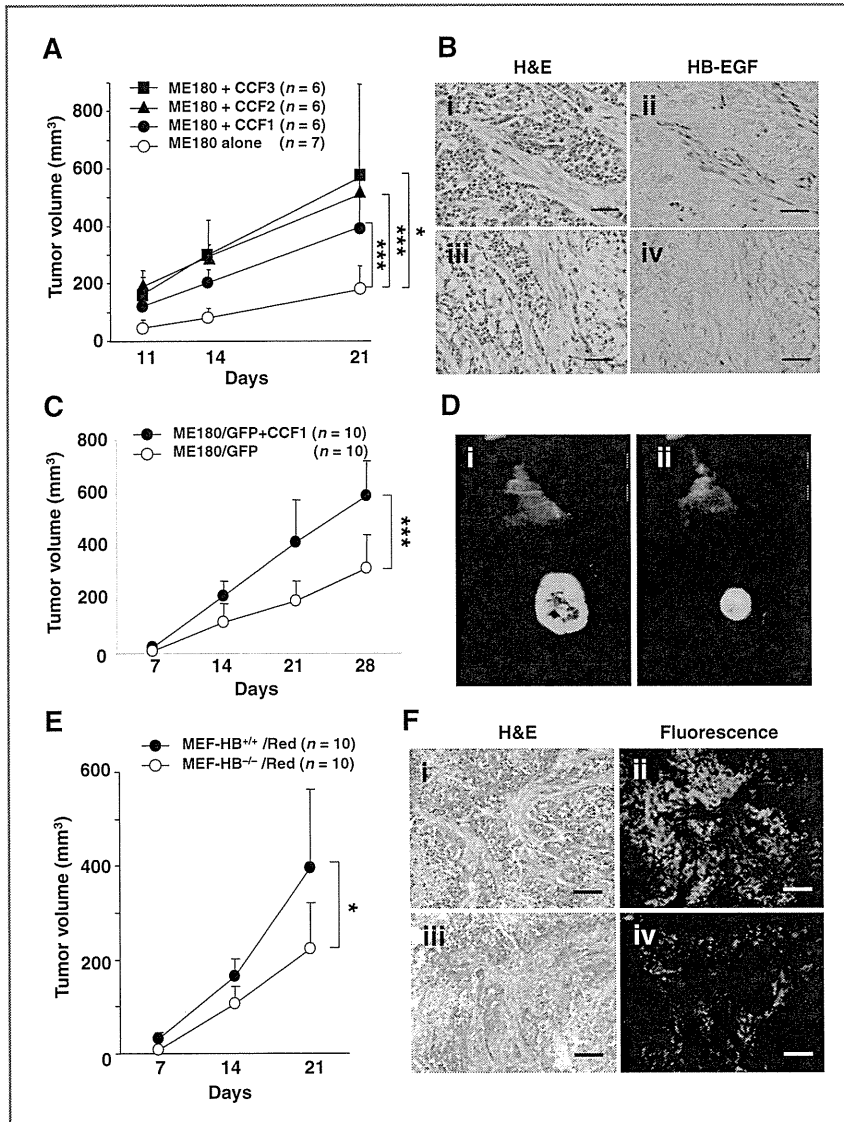 A
ME180 + CCF3 (n = 6)
ME180 + CCF2 (n = 6)
ME180 + CCF1 (n = 6)
ME180 alone (n = 7)
Tumor volume (mm³)
800
600
400
200
0
11
14
21
Days
***
***
*
B
H&E
HB-EGF
i
ii
iii
iv
C
ME180/GFP+CCF1 (n = 10)
ME180/GFP (n = 10)
Tumor volume (mm³)
800
600
400
200
0
7
14
21
28
Days
***
D
i
ii
E
MEF-HB+/+ /Red (n = 10)
MEF-HB−/− /Red (n = 10)
Tumor volume (mm³)
600
400
200
0
7
14
21
Days
*
F
H&E
Fluorescence
i
ii
iii
iv